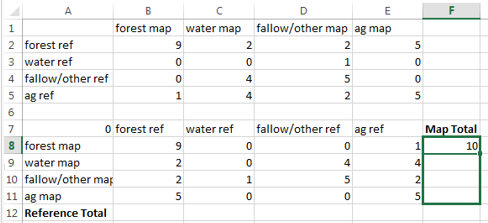 A B C D E F
1 forest map water map fallow/other map ag map
2 forest ref 9 2 2 5
3 water ref 0 0 1 0
4 fallow/other ref 0 4 5 0
5 ag ref 1 4 2 5
6
7 0 forest ref water ref fallow/other ref ag ref Map Total
8 forest map 9 0 0 1 10
9 water map 2 0 4 4
10 fallow/other map 2 1 5 2
11 ag map 5 0 0 5
12 Reference Total